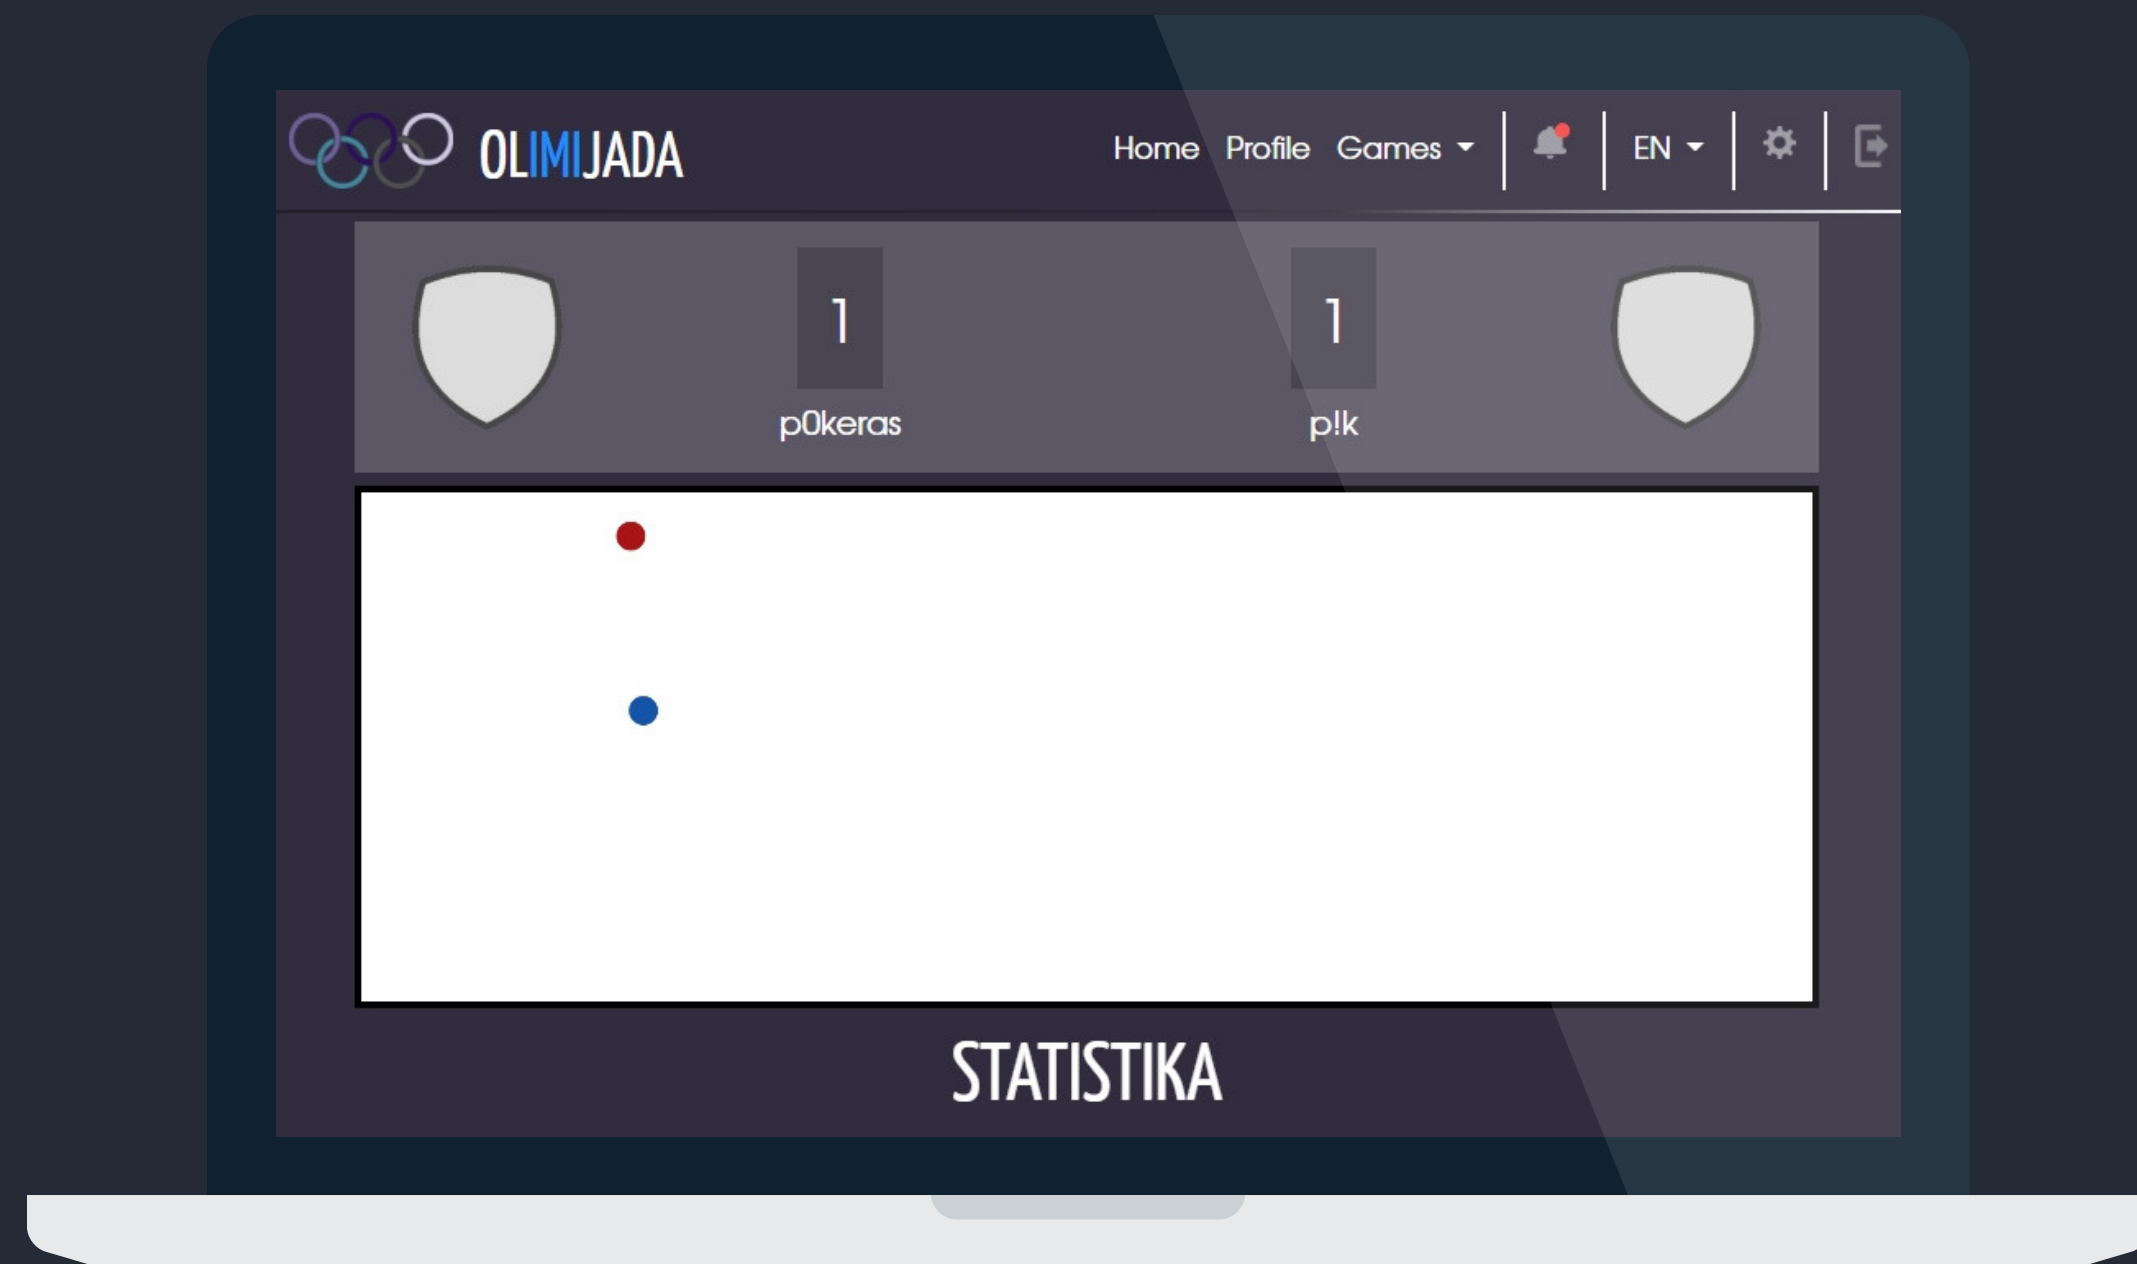 OLIMIJADA
Home Profile Games EN
1 1
p0keras p!k
STATISTIKA